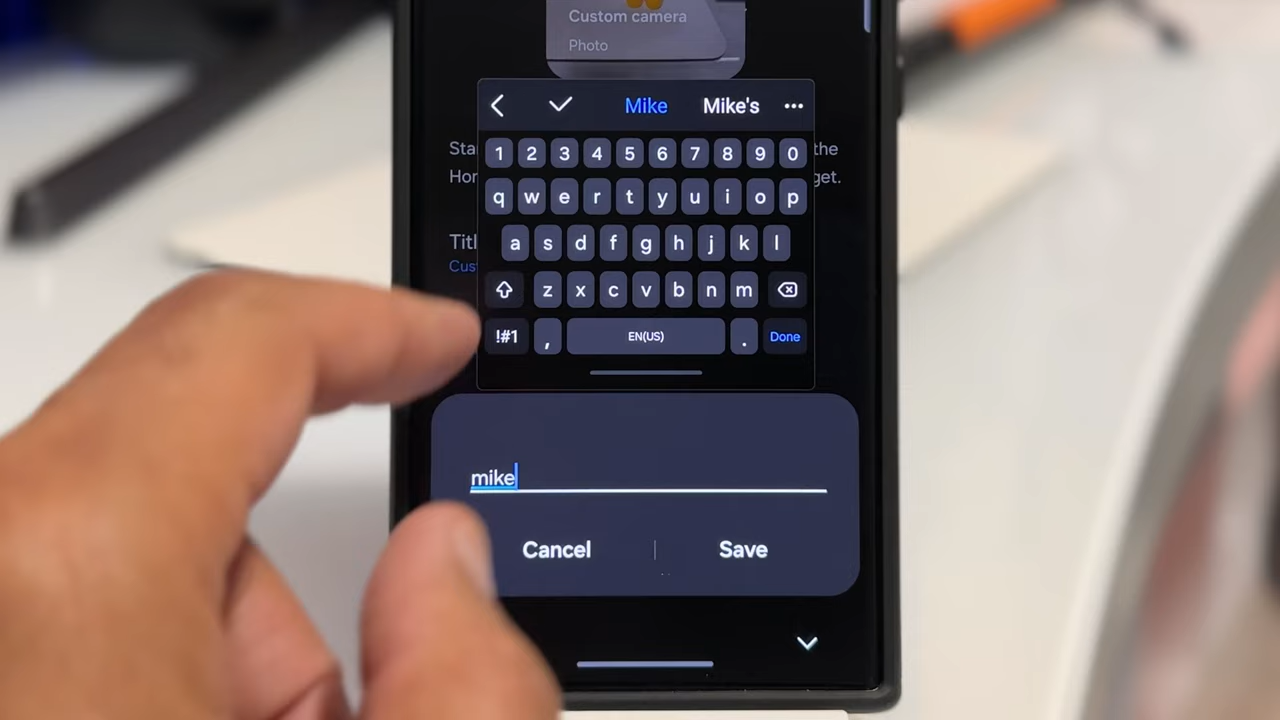 Custom camera
Photo
Mike Mike's
1 2 3 4 5 6 7 8 9 0
the
q w e r t y u i o p
a s d f g h j k l
z x c v b n m
!#1 , EN(US) . Done
mike
Cancel | Save